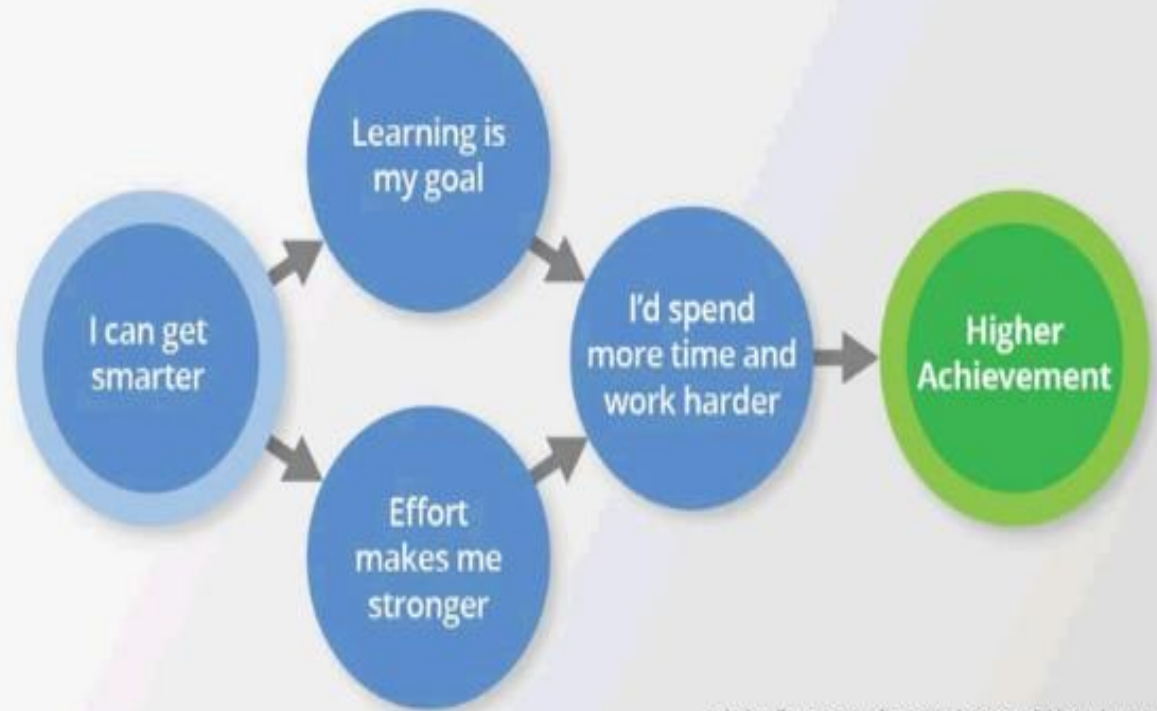 Learning is
my goal
I can get
smarter
Effort
makes me
stronger
I'd spend
more time and
work harder
Higher
Achievement